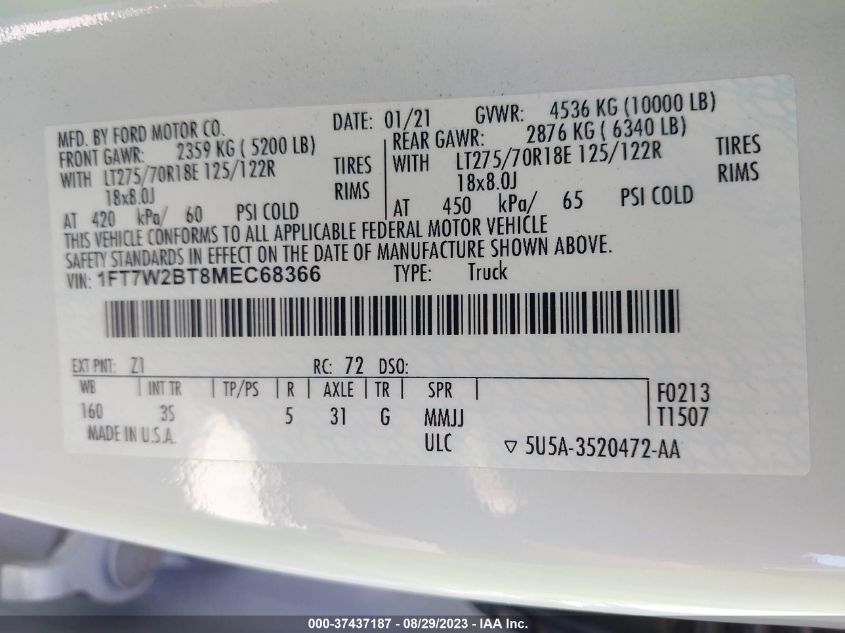 MFD. BY FORD MOTOR CO. DATE: 01/21 GVWR: 4536 KG (10000 LB)
FRONT GAWR: 2359 KG ( 5200 LB) REAR GAWR: 2876 KG ( 6340 LB)
WITH LT275/70R18E 125/122R TIRES WITH LT275/70R18E 125/122R TIRES
18x8.0J RIMS 18x8.0J RIMS
AT 420 kPa/ 60 PSI COLD AT 450 kPa/ 65 PSI COLD
THIS VEHICLE CONFORMS TO ALL APPLICABLE FEDERAL MOTOR VEHICLE
SAFETY STANDARDS IN EFFECT ON THE DATE OF MANUFACTURE SHOWN ABOVE.
VIN: 1FT7W2BT8MEC68366 TYPE: Truck
EXT PNT: Z1 RC: 72 DSO:
WB INT TR TP/PS R AXLE TR SPR F0213
160 3S 5 31 G MMJJ T1507
MADE IN U.S.A. ULC ▽ 5U5A-3520472-AA
000-37437187 - 08/29/2023 - IAA Inc.